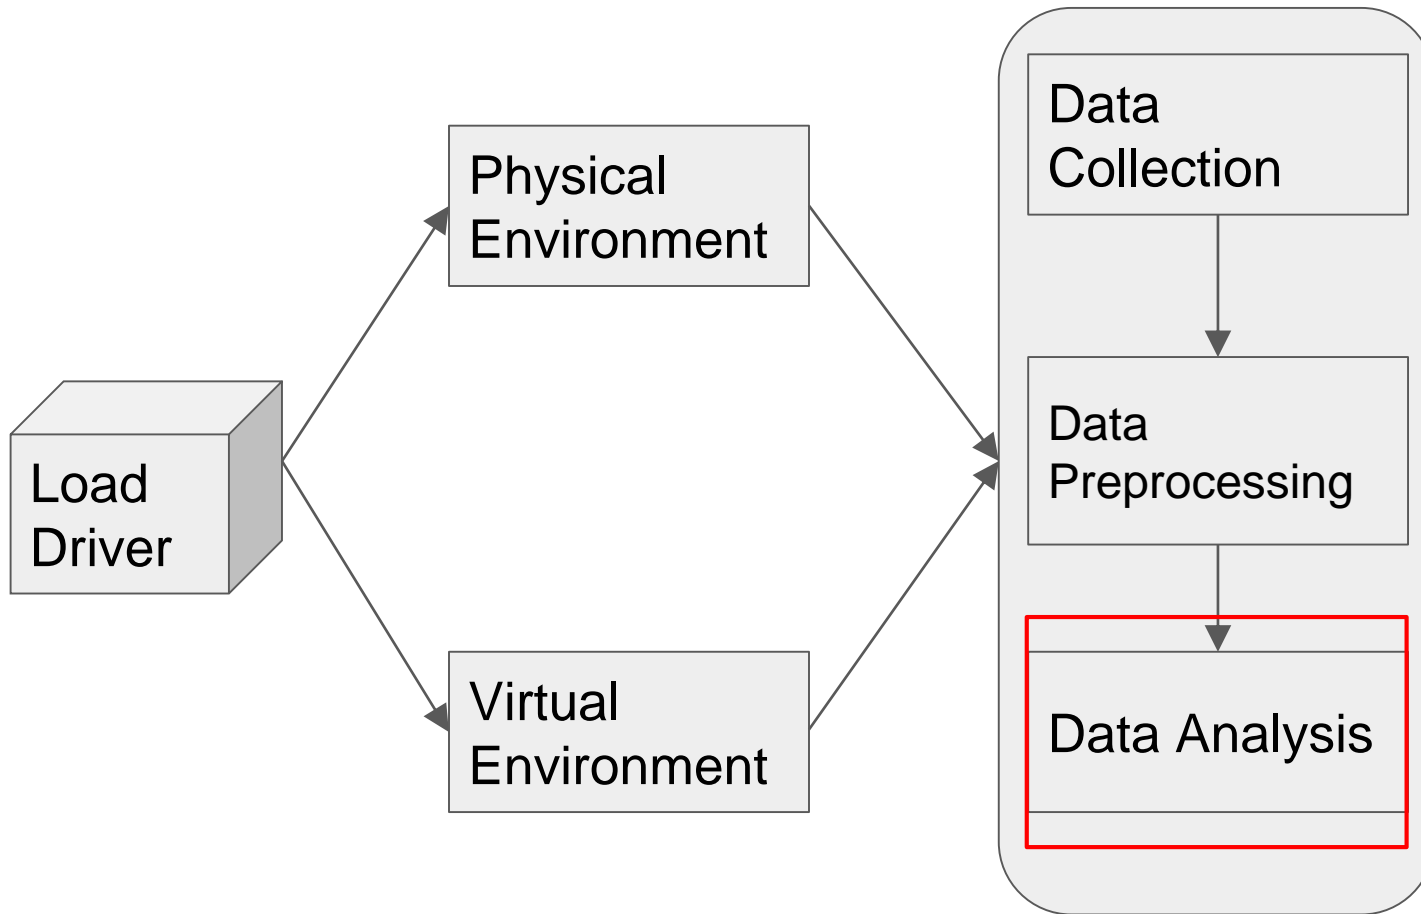 Load
Driver
Physical
Environment
Virtual
Environment
Data
Collection
Data
Preprocessing
Data Analysis